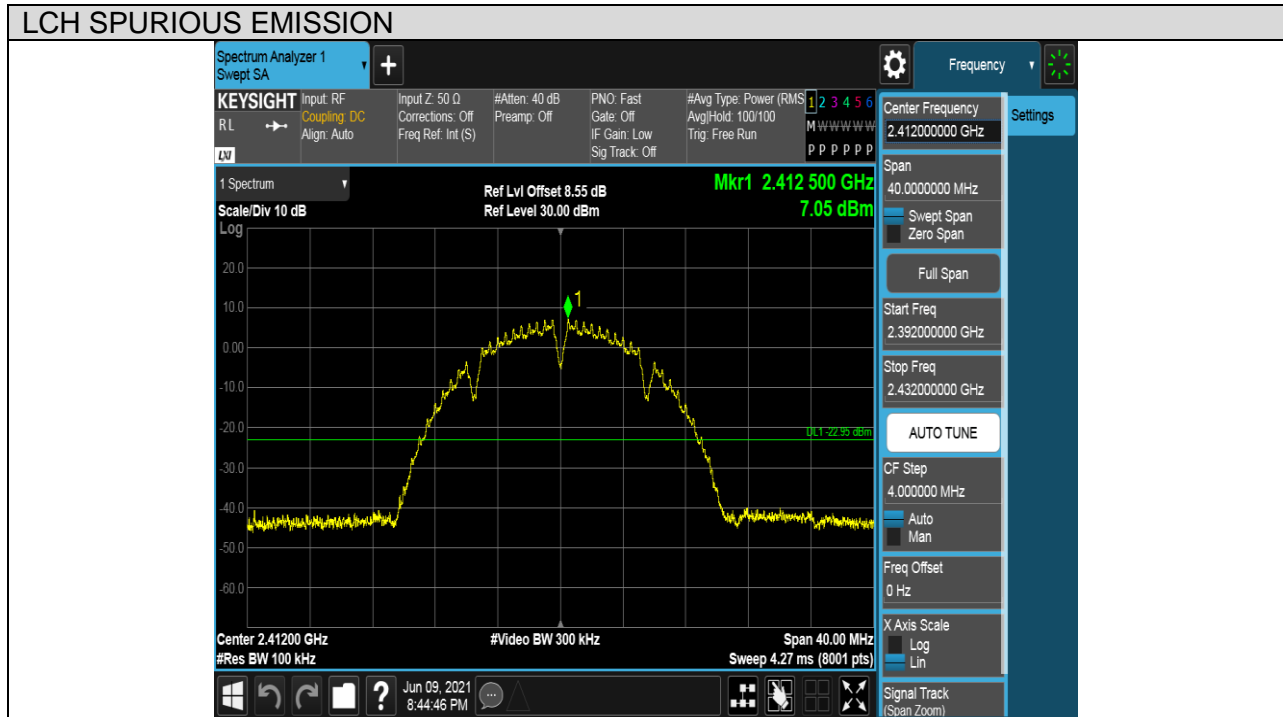 LCH SPURIOUS EMISSION
Spectrum Analyzer 1
Swept SA
+
Frequency
KEYSIGHT
RL
LXI
Input: RF
Coupling: DC
Align: Auto
Input Z: 50 Ω
Corrections: Off
Freq Ref: Int (S)
#Atten: 40 dB
Preamp: Off
PNO: Fast
Gate: Off
IF Gain: Low
Sig Track: Off
#Avg Type: Power (RMS
Avg|Hold: 100/100
Trig: Free Run
1 2 3 4 5 6
M W W W W W
P P P P P P
1 Spectrum
Scale/Div 10 dB
Log
Ref Lvl Offset 8.55 dB
Ref Level 30.00 dBm
Mkr1 2.412 500 GHz
7.05 dBm
20.0
10.0
0.00
-10.0
-20.0
-30.0
-40.0
-50.0
-60.0
1
DL1 -22.95 dBm
Center 2.41200 GHz
#Res BW 100 kHz
#Video BW 300 kHz
Span 40.00 MHz
Sweep 4.27 ms (8001 pts)
?
Jun 09, 2021
8:44:46 PM
Center Frequency
2.412000000 GHz
Settings
Span
40.0000000 MHz
Swept Span
Zero Span
Full Span
Start Freq
2.392000000 GHz
Stop Freq
2.432000000 GHz
AUTO TUNE
CF Step
4.000000 MHz
Auto
Man
Freq Offset
0 Hz
X Axis Scale
Log
Lin
Signal Track
(Span Zoom)